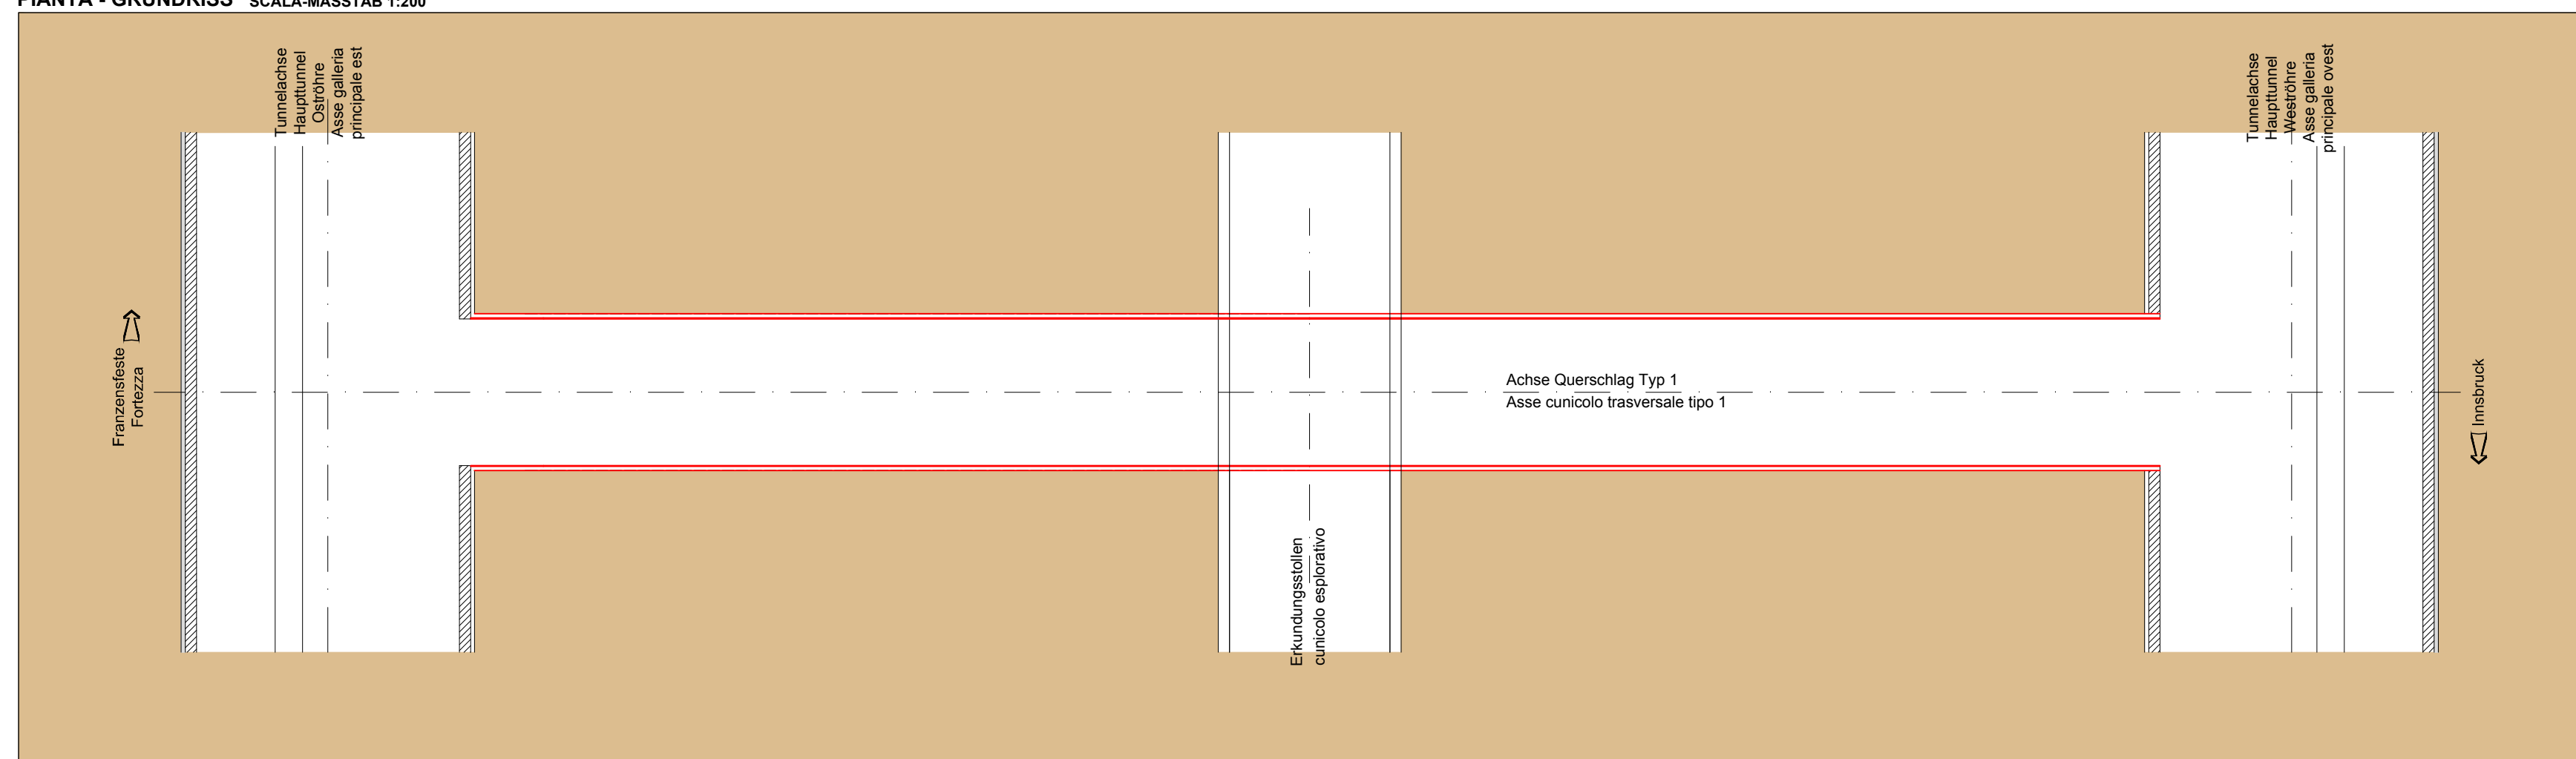 PIANTA - GRUNDRISS SCALA-MASSTAB 1:200
Tunnelachse
Haupttunnel
Oströhre
Asse galleria
principale est
Tunnelachse
Haupttunnel
Weströhre
Asse galleria
principale ovest
Franzensfeste
Fortezza
Achse Querschlag Typ 1
Asse cunicolo trasversale tipo 1
Innsbruck
Erkundungsstollen
cunicolo esplorativo